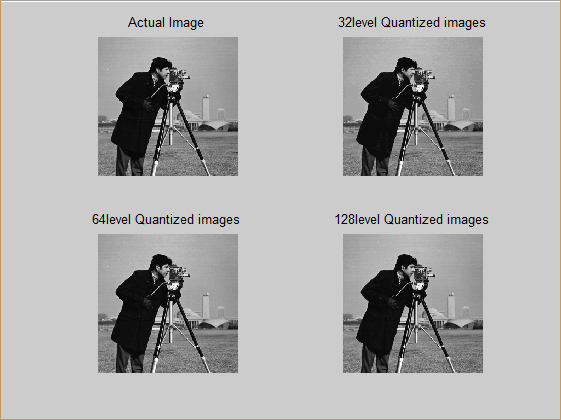 Actual Image
32level Quantized images
64level Quantized images
128level Quantized images